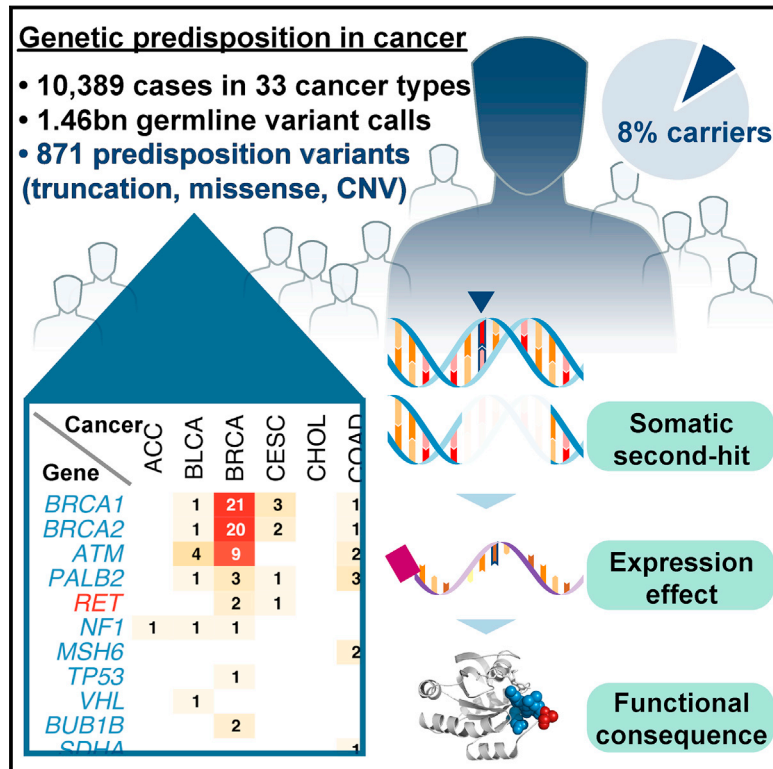 Genetic predisposition in cancer
• 10,389 cases in 33 cancer types
• 1.46bn germline variant calls
• 871 predisposition variants
(truncation, missense, CNV)
8% carriers
Cancer
Gene
ACC BLCA BRCA CESC CHOL COAD
BRCA1 1 21 3 1
BRCA2 1 20 2 1
ATM 4 9 2
PALB2 1 3 1 3
RET 2 1
NF1 1 1 1
MSH6 2
TP53 1
VHL 1
BUB1B 2
SDHA 1
Somatic
second-hit
Expression
effect
Functional
consequence